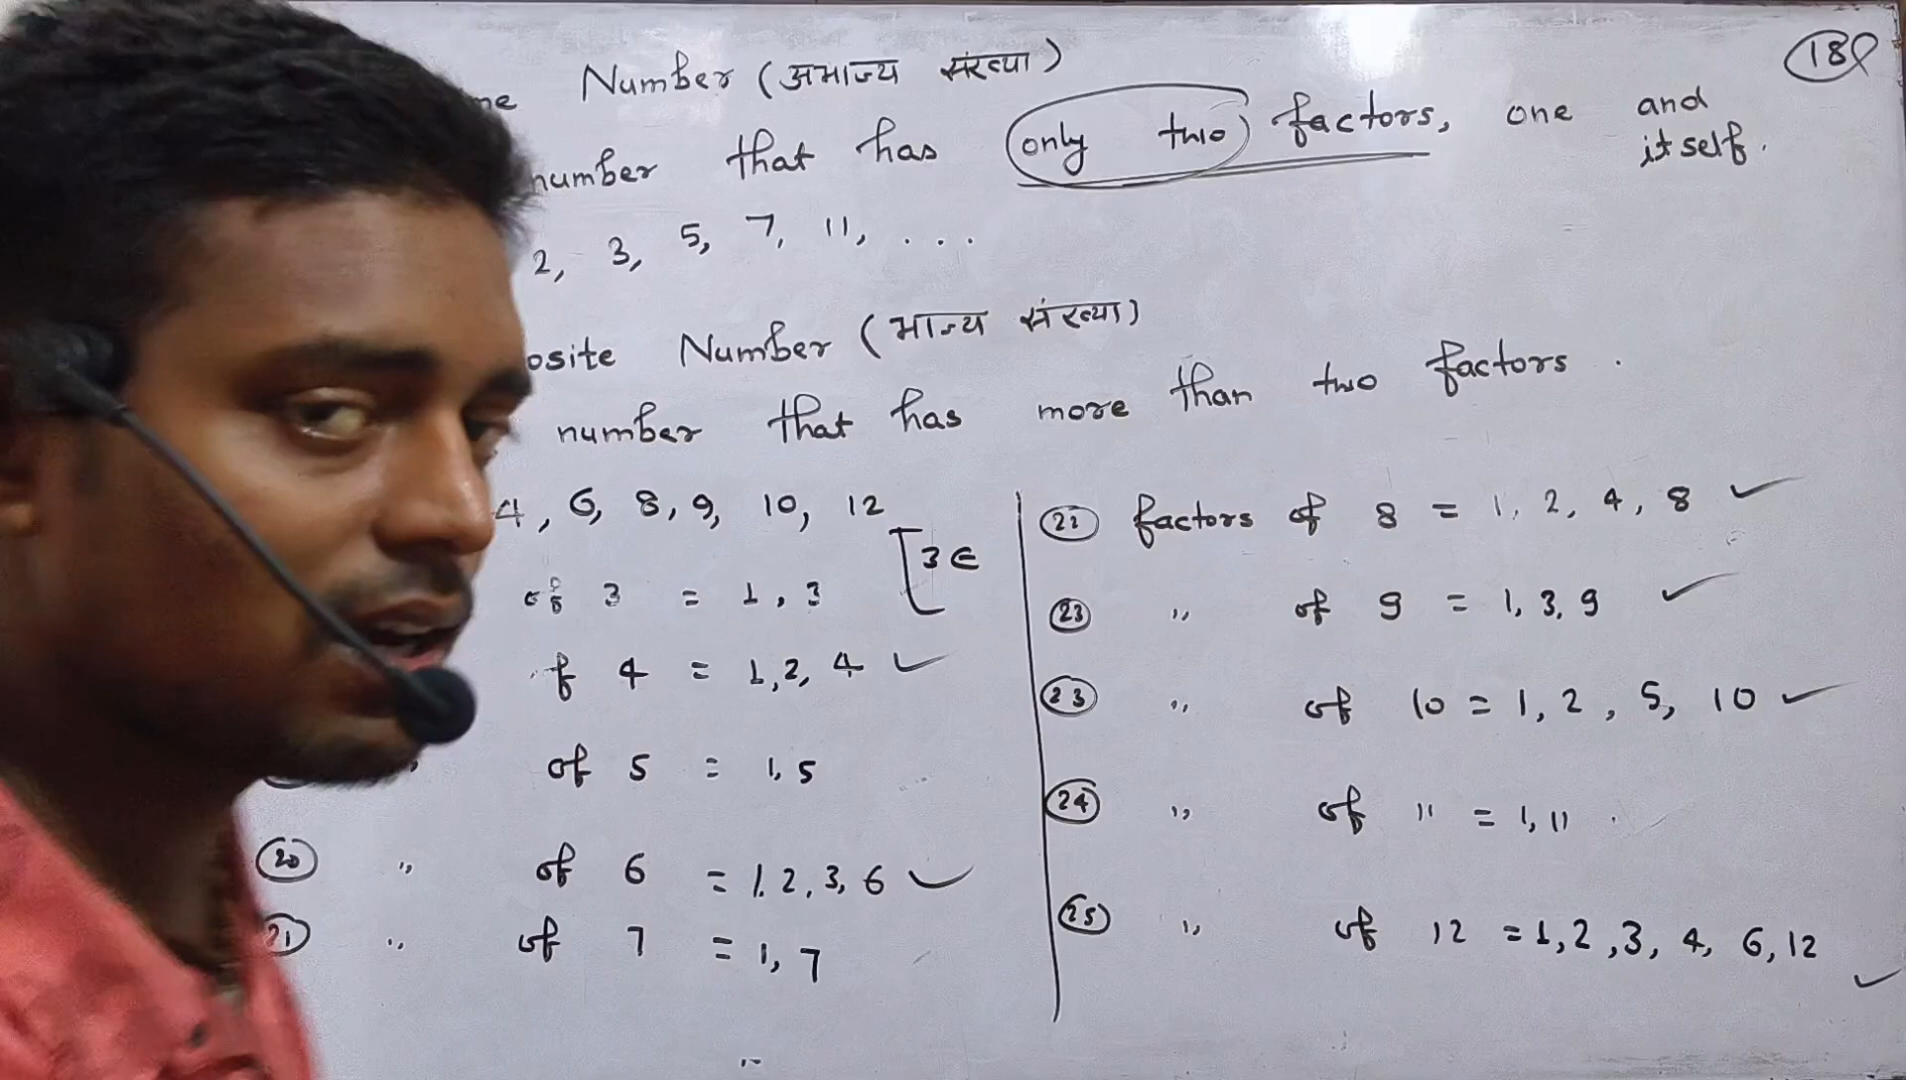 18
me Number (अभाज्य संख्या)
number that has only two factors, one and itself.
2, 3, 5, 7, 11, . . .
osite Number (भाज्य संख्या)
number that has more than two factors .
4, 6, 8, 9, 10, 12
of 3 = 1, 3
[3 E
of 4 = 1, 2, 4 ✓
of 5 = 1, 5
20 " of 6 = 1, 2, 3, 6 ✓
21 " of 7 = 1, 7
22 factors of 8 = 1, 2, 4, 8 ✓
23 " of 9 = 1, 3, 9 ✓
23 " of 10 = 1, 2, 5, 10 ✓
24 " of 11 = 1, 11 .
25 " of 12 = 1, 2, 3, 4, 6, 12 ✓